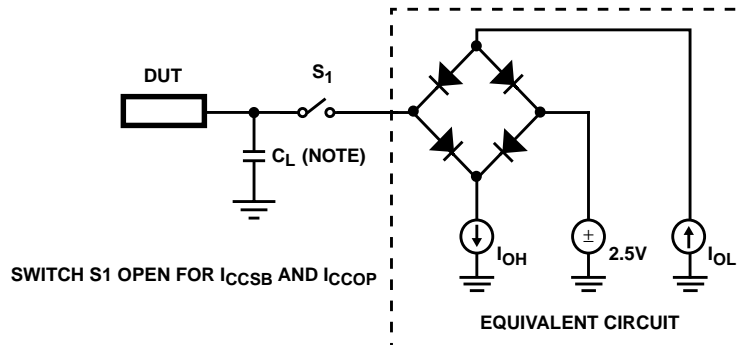 DUT
S1
CL (NOTE)
±
IOH
2.5V
IOL
SWITCH S1 OPEN FOR ICCSB AND ICCOP
EQUIVALENT CIRCUIT